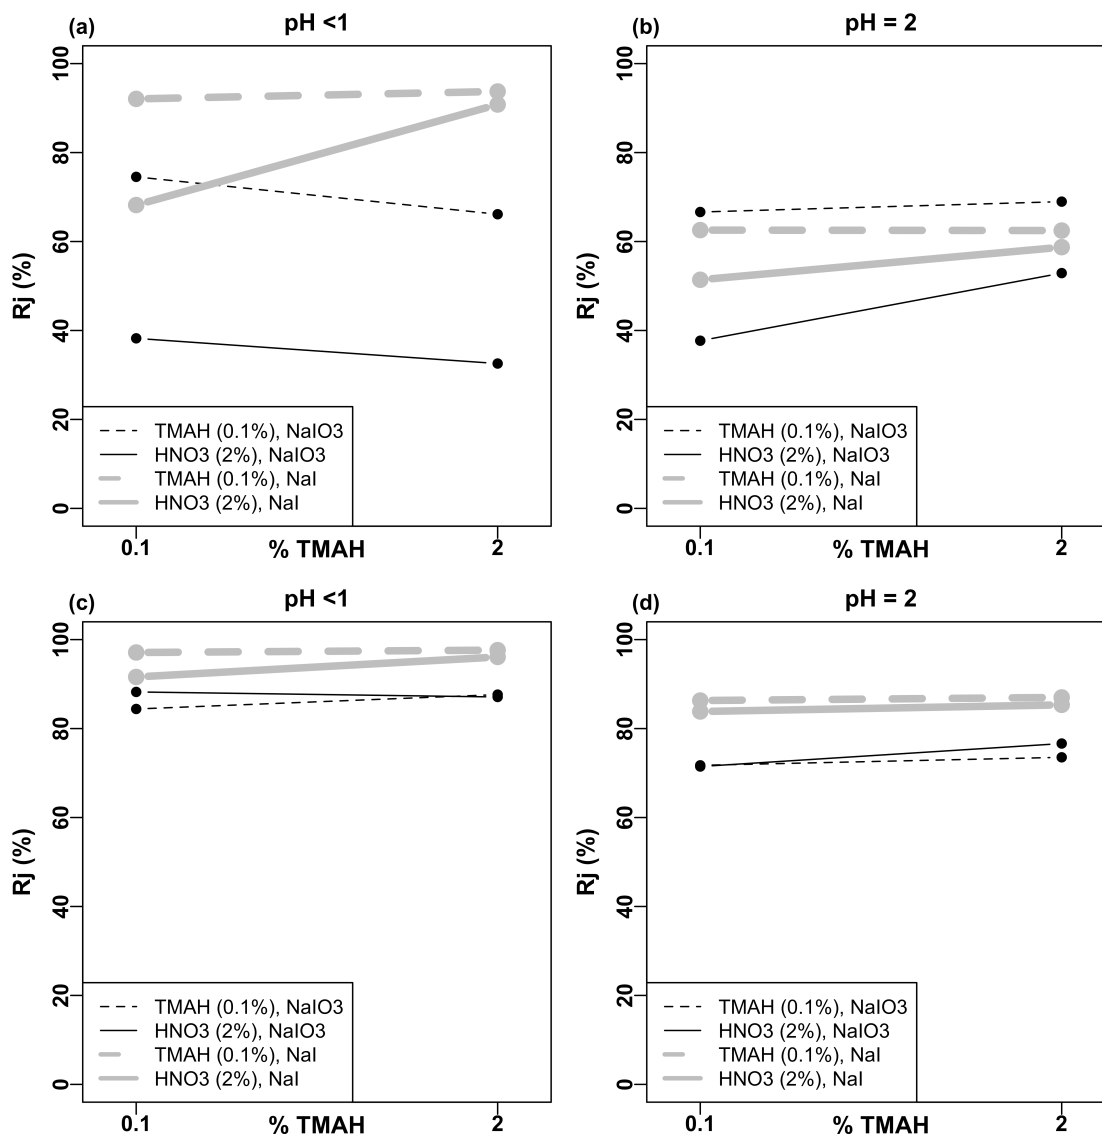 (a) pH <1
100
80
60
40
20
0
Rj (%)
TMAH (0.1%), NaIO3
HNO3 (2%), NaIO3
TMAH (0.1%), NaI
HNO3 (2%), NaI
0.1 % TMAH 2
(b) pH = 2
100
80
60
40
20
0
Rj (%)
TMAH (0.1%), NaIO3
HNO3 (2%), NaIO3
TMAH (0.1%), NaI
HNO3 (2%), NaI
0.1 % TMAH 2
(c) pH <1
100
80
60
40
20
0
Rj (%)
TMAH (0.1%), NaIO3
HNO3 (2%), NaIO3
TMAH (0.1%), NaI
HNO3 (2%), NaI
0.1 % TMAH 2
(d) pH = 2
100
80
60
40
20
0
Rj (%)
TMAH (0.1%), NaIO3
HNO3 (2%), NaIO3
TMAH (0.1%), NaI
HNO3 (2%), NaI
0.1 % TMAH 2